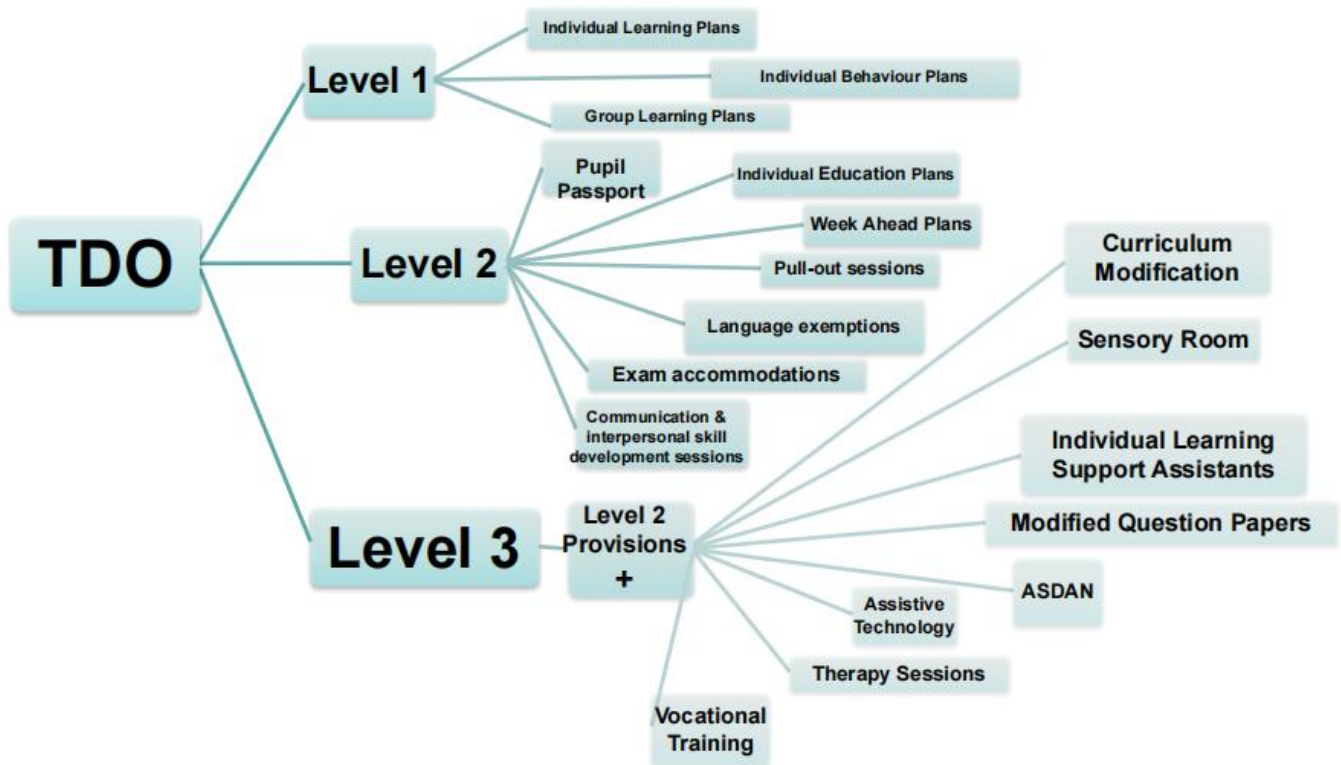 TDO
Level 1
Individual Learning Plans
Individual Behaviour Plans
Group Learning Plans
Level 2
Pupil
Passport
Individual Education Plans
Week Ahead Plans
Pull-out sessions
Language exemptions
Exam accommodations
Communication &
interpersonal skill
development sessions
Level 3
Level 2
Provisions
+
Curriculum
Modification
Sensory Room
Individual Learning
Support Assistants
Modified Question Papers
ASDAN
Assistive
Technology
Therapy Sessions
Vocational
Training